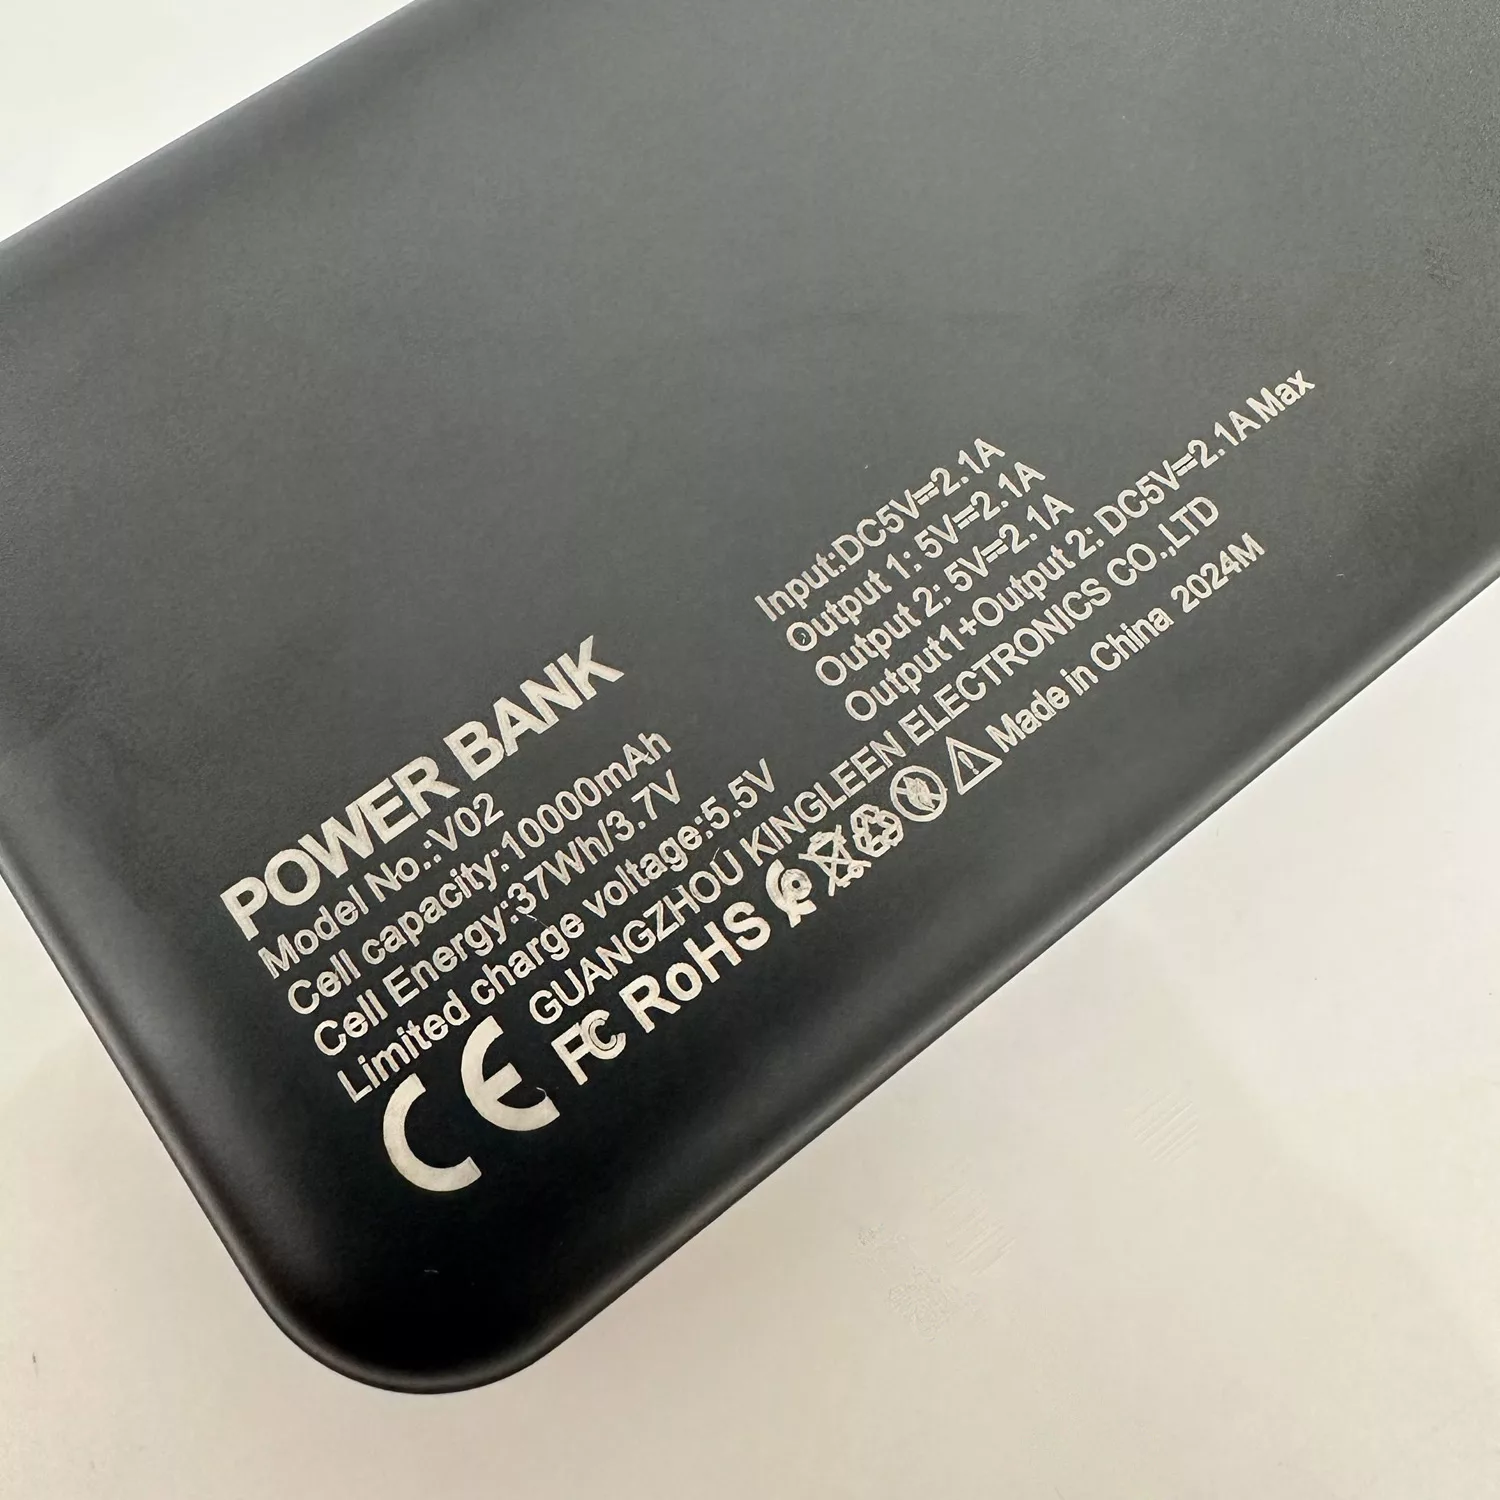 POWER BANK
Model No.:V02
Cell capacity:10000mAh
Cell Energy:37Wh/3.7V
Limited charge voltage:5.5V
Input:DC5V⎓2.1A
Output 1: 5V⎓2.1A
Output 2: 5V⎓2.1A
Output1+Output 2: DC5V⎓2.1A Max
GUANGZHOU KINGLEEN ELECTRONICS CO.,LTD
CE FC RoHS Made in China 2024M